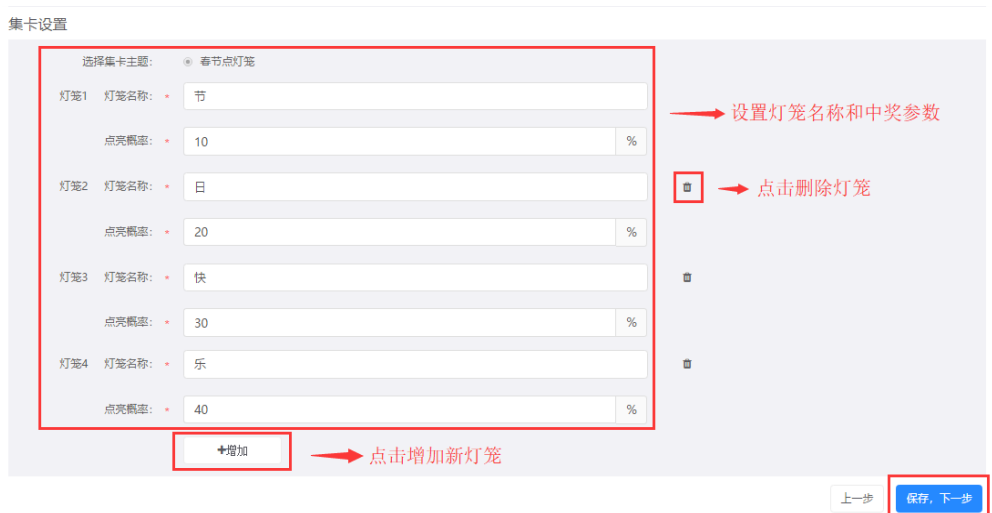 集卡设置
选择集卡主题： 春节点灯笼
灯笼1 灯笼名称： * 节
设置灯笼名称和中奖参数
点亮概率： * 10 %
灯笼2 灯笼名称： * 日
点击删除灯笼
点亮概率： * 20 %
灯笼3 灯笼名称： * 快
点亮概率： * 30 %
灯笼4 灯笼名称： * 乐
点亮概率： * 40 %
+增加
点击增加新灯笼
上一步 保存，下一步